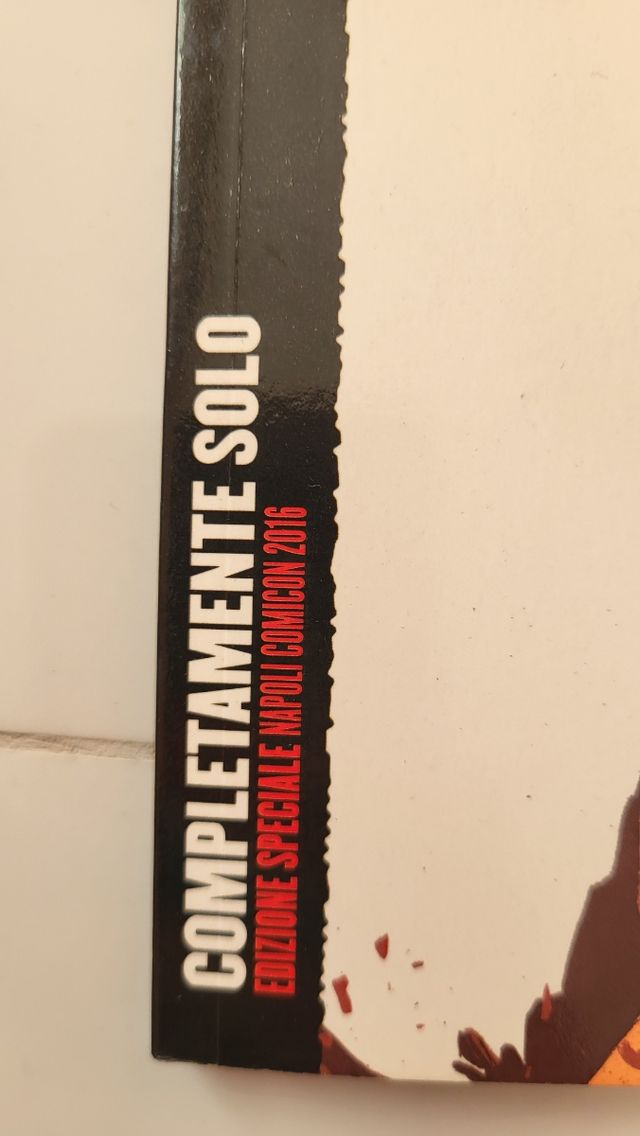 COMPLETAMENTE SOLO
EDIZIONE SPECIALE NAPOLI COMICON 2016